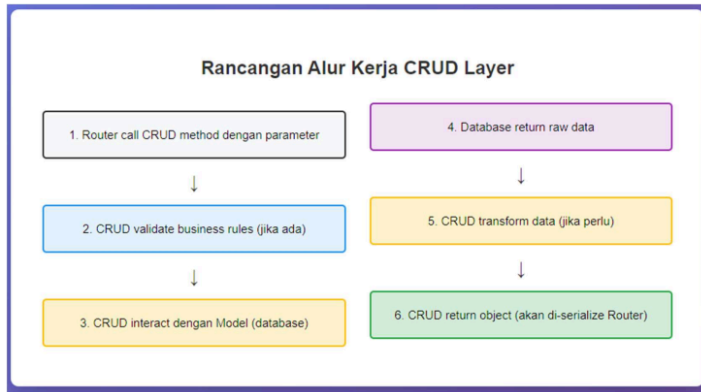 Rancangan Alur Kerja CRUD Layer
1. Router call CRUD method dengan parameter
↓
2. CRUD validate business rules (jika ada)
↓
3. CRUD interact dengan Model (database)
4. Database return raw data
↓
5. CRUD transform data (jika perlu)
↓
6. CRUD return object (akan di-serialize Router)